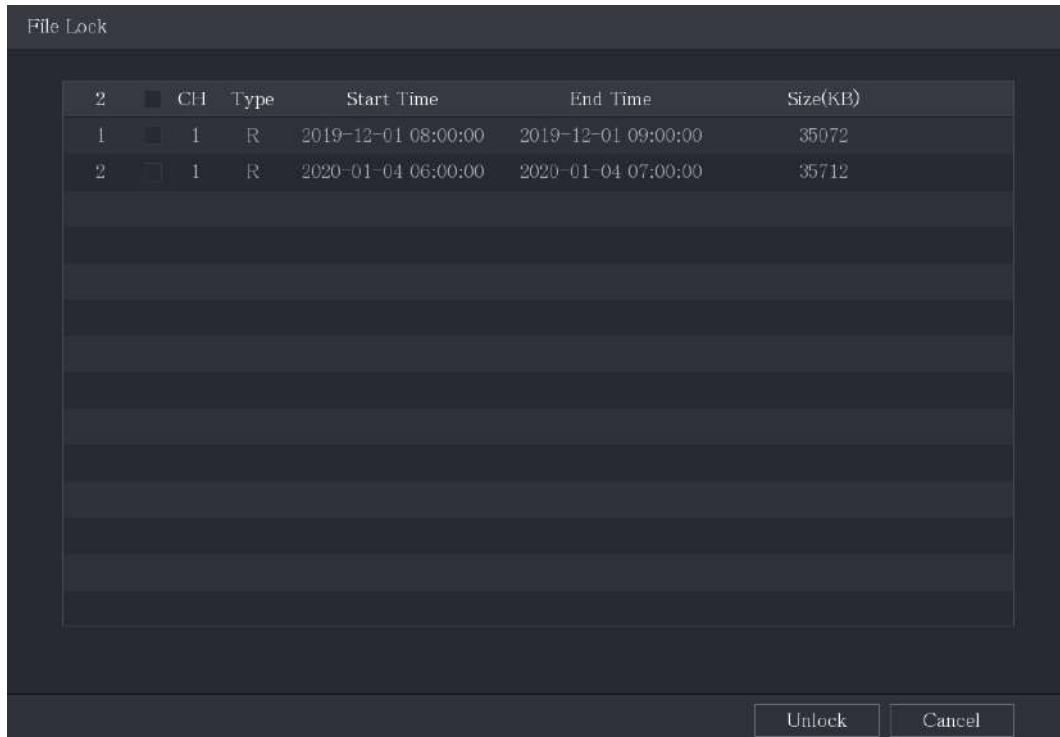 File Lock
2 CH Type Start Time End Time Size(KB)
1 1 R 2019-12-01 08:00:00 2019-12-01 09:00:00 35072
2 1 R 2020-01-04 06:00:00 2020-01-04 07:00:00 35712
Unlock Cancel